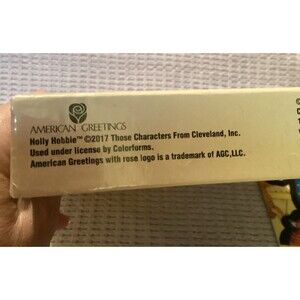 AMERICAN GREETINGS
Holly Hobbie™ ©2017 Those Characters From Cleveland, Inc.
Used under license by Colorforms.
American Greetings with rose logo is a trademark of AGC, LLC.